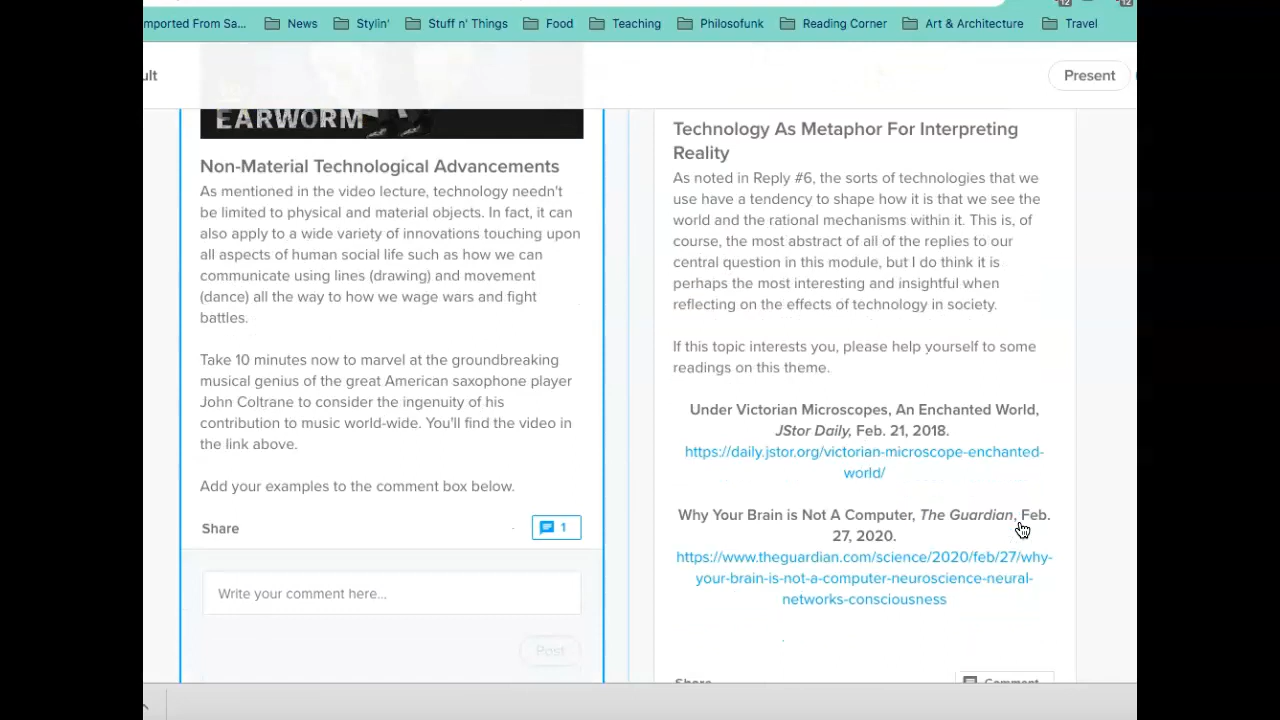 mported From Sa...
News
Stylin'
Stuff n' Things
Food
Teaching
Philosofunk
Reading Corner
Art & Architecture
Travel
12
12
ult
Present
EARWORM
Non-Material Technological Advancements
As mentioned in the video lecture, technology needn't
be limited to physical and material objects. In fact, it can
also apply to a wide variety of innovations touching upon
all aspects of human social life such as how we can
communicate using lines (drawing) and movement
(dance) all the way to how we wage wars and fight
battles.
Take 10 minutes now to marvel at the groundbreaking
musical genius of the great American saxophone player
John Coltrane to consider the ingenuity of his
contribution to music world-wide. You'll find the video in
the link above.
Add your examples to the comment box below.
Share
1
Write your comment here...
Post
Technology As Metaphor For Interpreting
Reality
As noted in Reply #6, the sorts of technologies that we
use have a tendency to shape how it is that we see the
world and the rational mechanisms within it. This is, of
course, the most abstract of all of the replies to our
central question in this module, but I do think it is
perhaps the most interesting and insightful when
reflecting on the effects of technology in society.
If this topic interests you, please help yourself to some
readings on this theme.
Under Victorian Microscopes, An Enchanted World,
JStor Daily, Feb. 21, 2018.
https://daily.jstor.org/victorian-microscope-enchanted-
world/
Why Your Brain is Not A Computer, The Guardian, Feb.
27, 2020.
https://www.theguardian.com/science/2020/feb/27/why-
your-brain-is-not-a-computer-neuroscience-neural-
networks-consciousness
Share
Comment